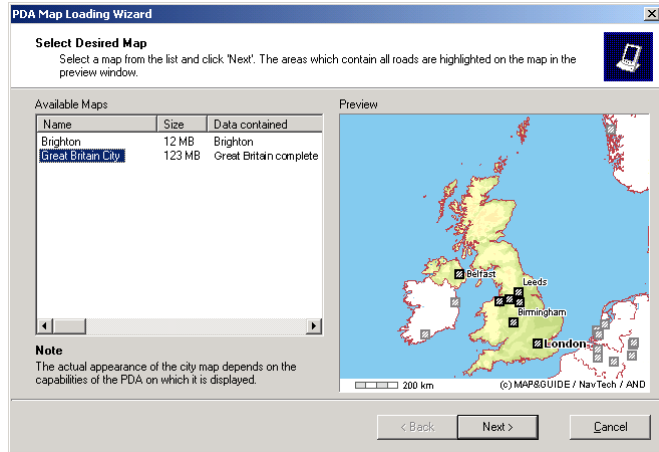 PDA Map Loading Wizard
Select Desired Map
Select a map from the list and click 'Next'. The areas which contain all roads are highlighted on the map in the
preview window.
Available Maps
Preview
Name Size Data contained
Brighton 12 MB Brighton
Great Britain City 123 MB Great Britain complete
Belfast
Leeds
Birmingham
London
Note
The actual appearance of the city map depends on the
capabilities of the PDA on which it is displayed.
200 km
(c) MAP&GUIDE / NavTech / AND
< Back
Next >
Cancel